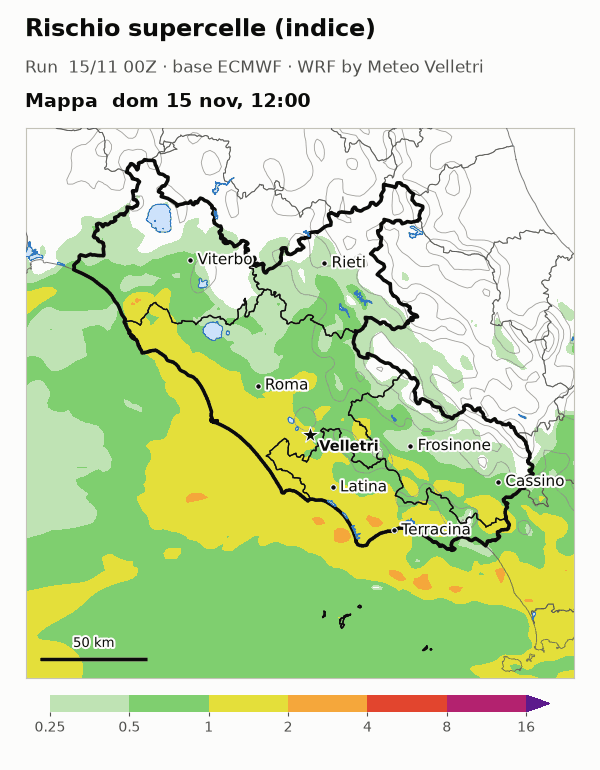 Rischio supercelle (indice)
Run  15/11 00Z · base ECMWF · WRF by Meteo Velletri
Mappa  dom 15 nov, 12:00
Viterbo
Rieti
Roma
Velletri
Frosinone
Cassino
Latina
Terracina
50 km
0.25 0.5 1 2 4 8 16